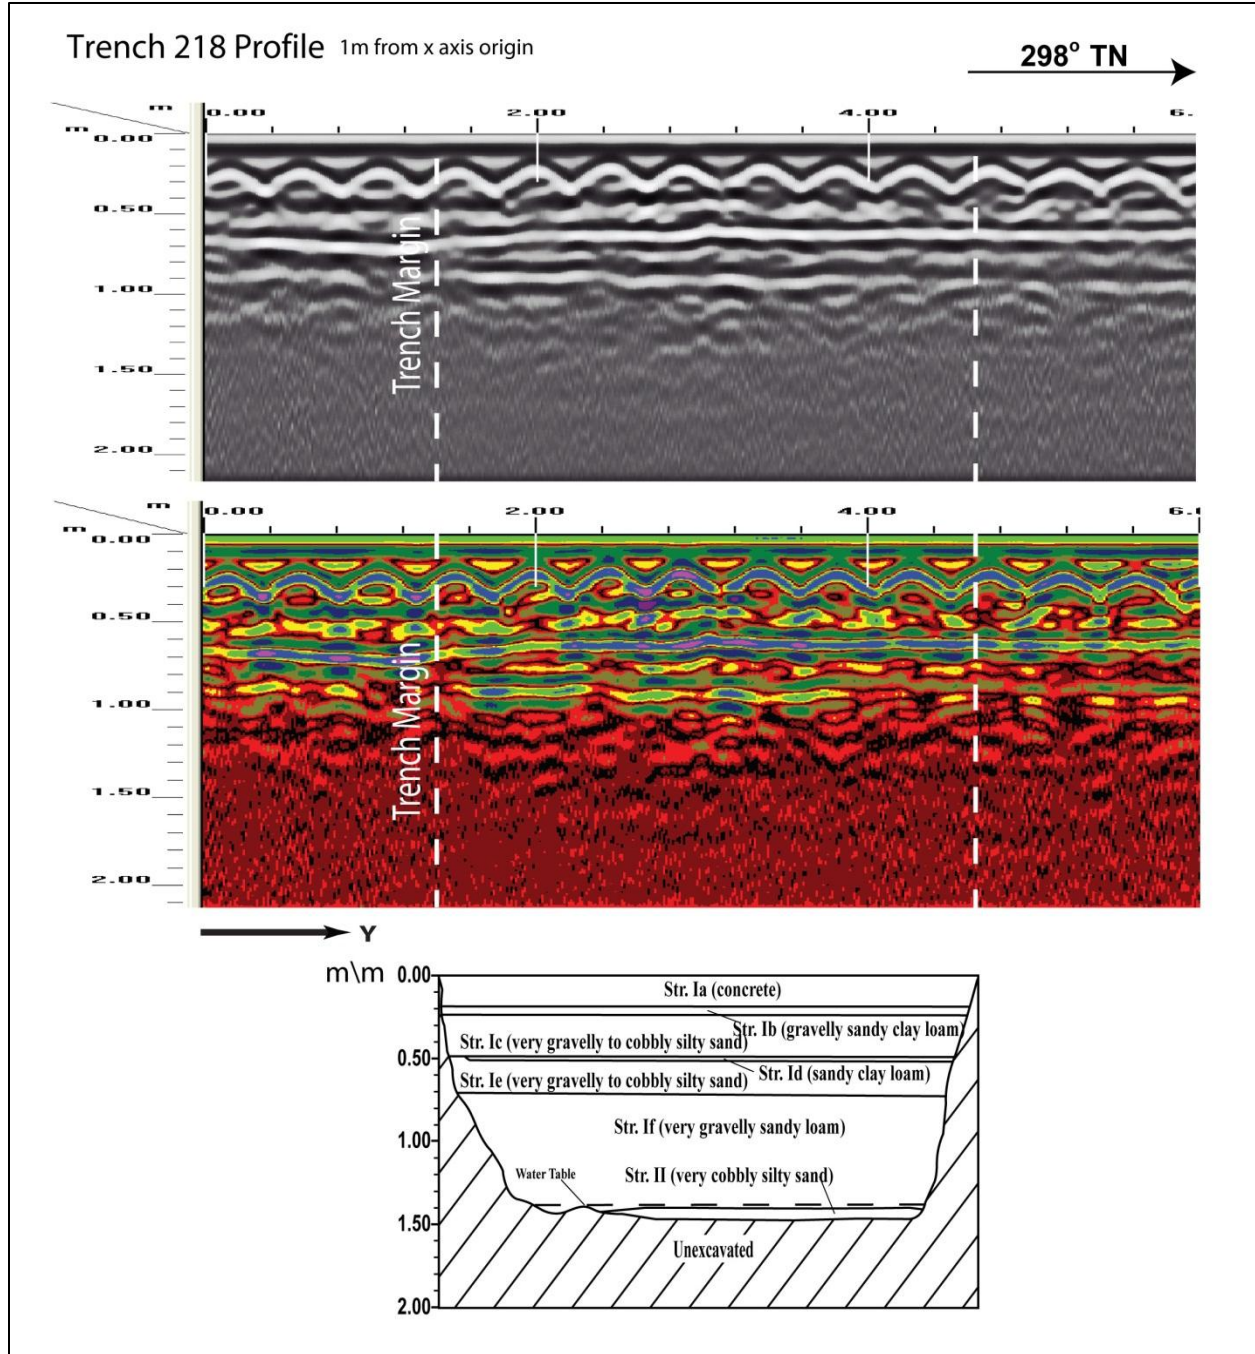 Trench 218 Profile 1m from x axis origin
298° TN
m 0.00 2.00 4.00 6.
m
0.00
0.50
1.00
1.50
2.00
Trench Margin
m 0.00 2.00 4.00 6.0
m
0.00
0.50
1.00
1.50
2.00
Trench Margin
Y
m\m
0.00
Str. Ia (concrete)
Str. Ib (gravelly sandy clay loam)
Str. Ic (very gravelly to cobbly silty sand)
0.50
Str. Id (sandy clay loam)
Str. Ie (very gravelly to cobbly silty sand)
Str. If (very gravelly sandy loam)
1.00
Water Table
Str. II (very cobbly silty sand)
1.50
Unexcavated
2.00